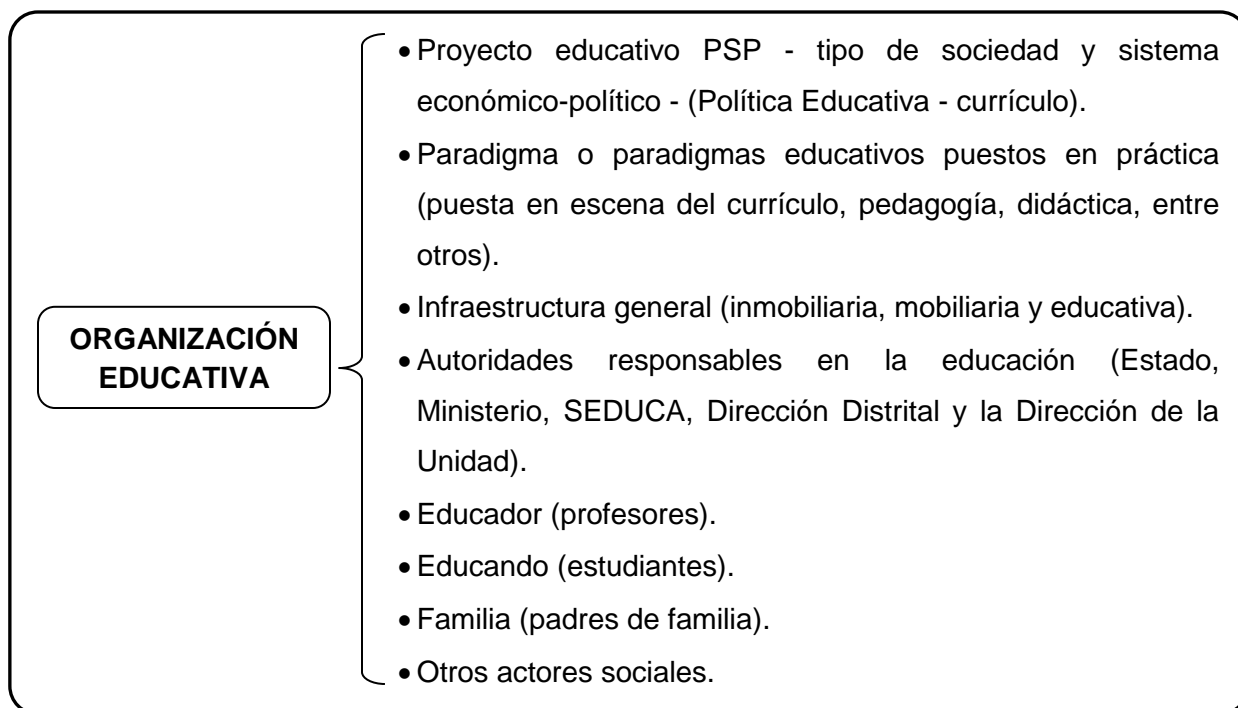 ORGANIZACIÓN
EDUCATIVA
• Proyecto educativo PSP - tipo de sociedad y sistema
económico-político - (Política Educativa - currículo).
• Paradigma o paradigmas educativos puestos en práctica
(puesta en escena del currículo, pedagogía, didáctica, entre
otros).
• Infraestructura general (inmobiliaria, mobiliaria y educativa).
• Autoridades responsables en la educación (Estado,
Ministerio, SEDUCA, Dirección Distrital y la Dirección de la
Unidad).
• Educador (profesores).
• Educando (estudiantes).
• Familia (padres de familia).
• Otros actores sociales.